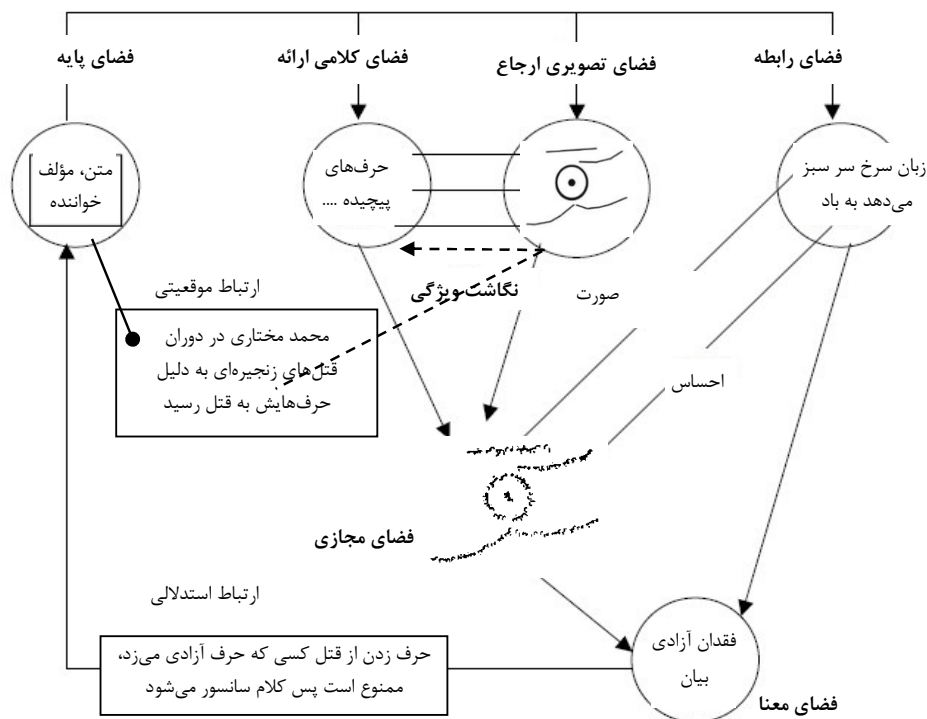 فضای رابطه
فضای تصویری ارجاع
فضای کلامی ارائه
فضای پایه
زبان سرخ سر سبز
می‌دهد به باد
حرف‌های
پیچیده ....
متن، مؤلف
خواننده
ارتباط موقعیتی
نگاشت ویژگی
صورت
محمد مختاری در دوران
قتل‌های زنجیره‌ای به دلیل
حرف‌هایش به قتل رسید
احساس
فضای مجازی
ارتباط استدلالی
حرف زدن از قتل کسی که حرف آزادی می‌زد،
ممنوع است پس کلام سانسور می‌شود
فقدان آزادی
بیان
فضای معنا